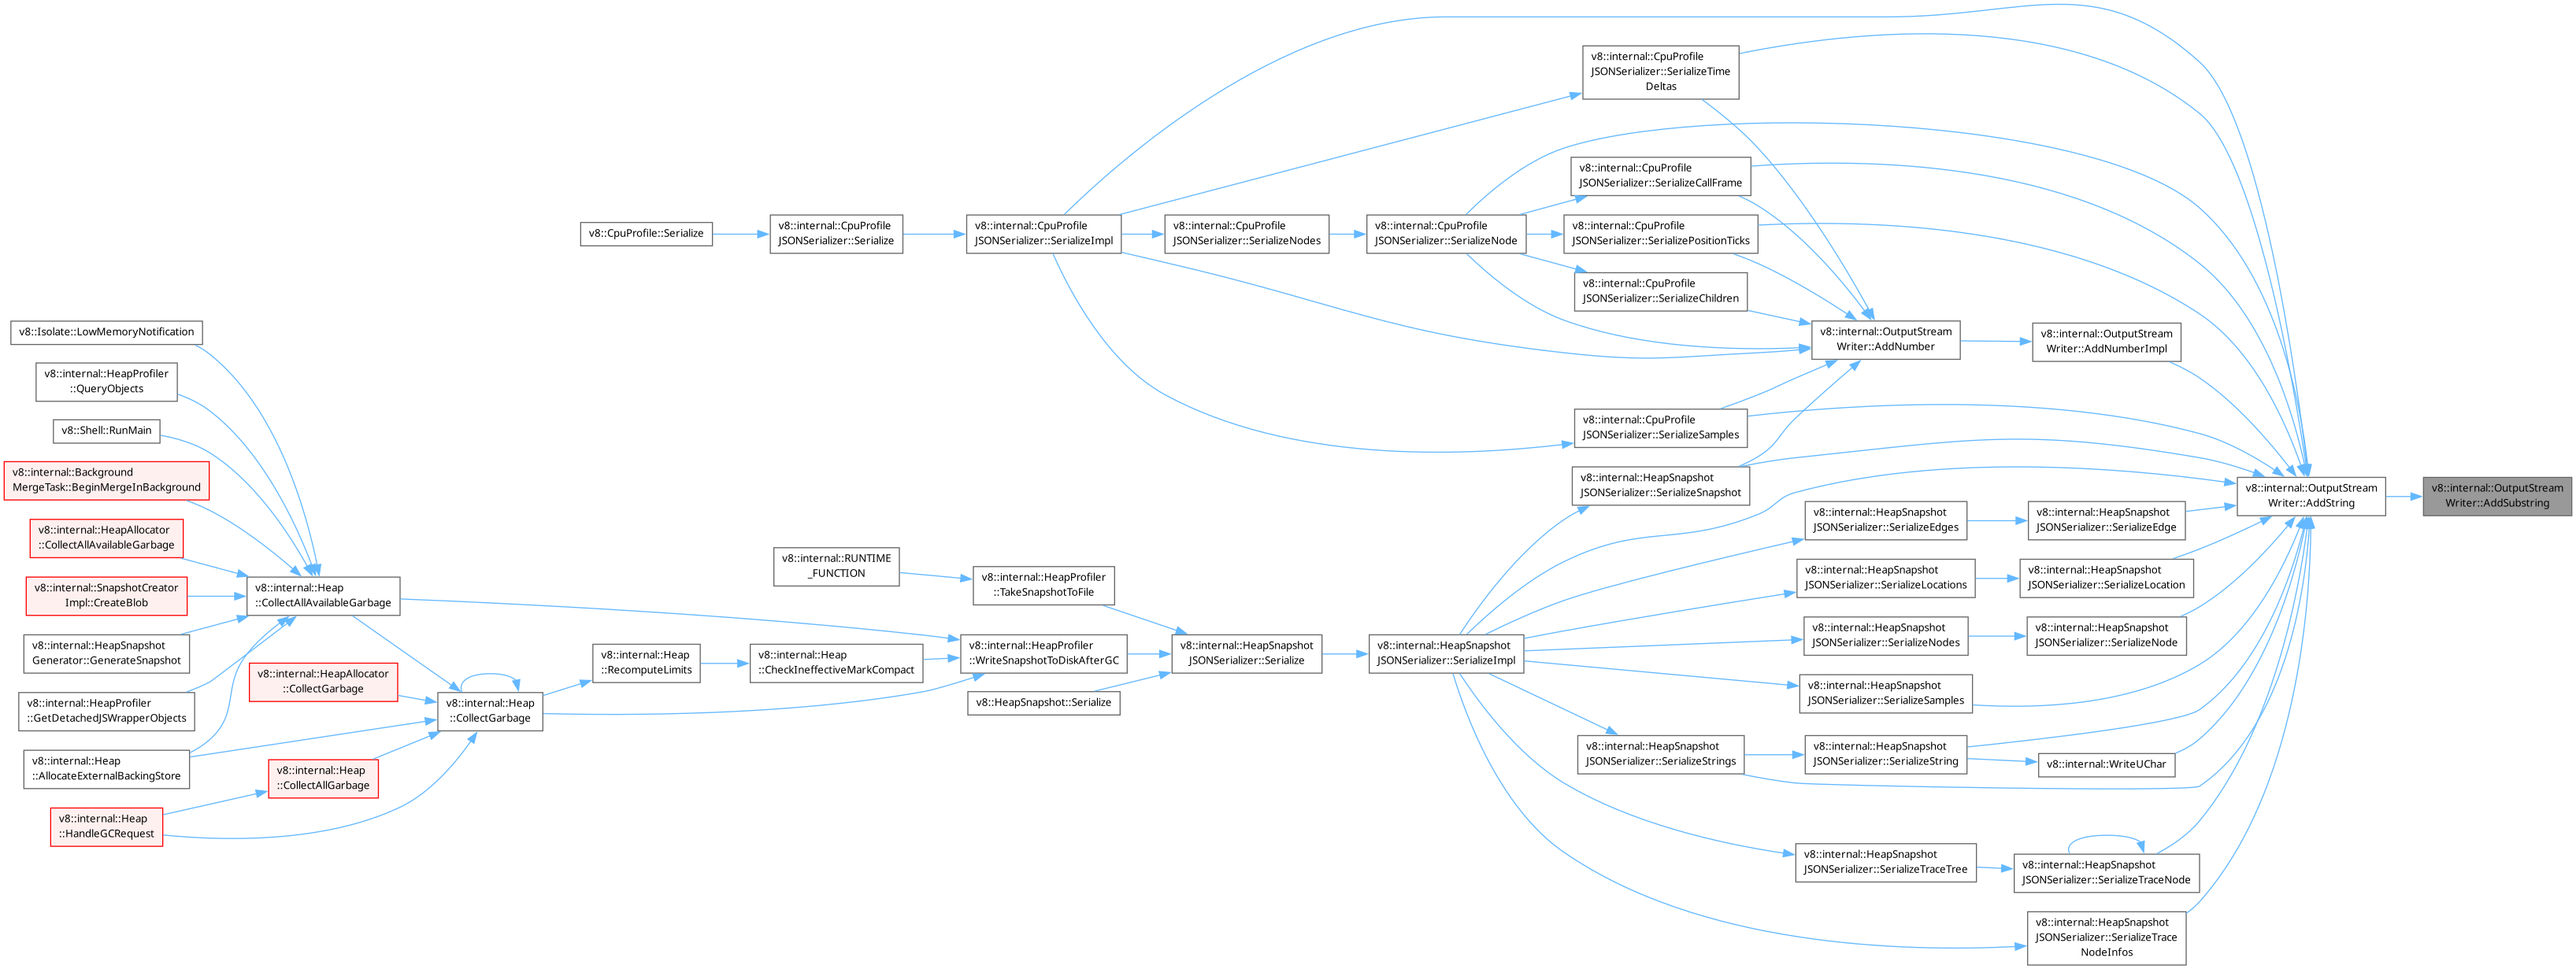 v8::internal::CpuProfile
JSONSerializer::SerializeTime
Deltas
v8::internal::CpuProfile
JSONSerializer::SerializeCallFrame
v8::CpuProfile::Serialize
v8::internal::CpuProfile
JSONSerializer::Serialize
v8::internal::CpuProfile
JSONSerializer::SerializeImpl
v8::internal::CpuProfile
JSONSerializer::SerializeNodes
v8::internal::CpuProfile
JSONSerializer::SerializeNode
v8::internal::CpuProfile
JSONSerializer::SerializePositionTicks
v8::internal::CpuProfile
JSONSerializer::SerializeChildren
v8::internal::OutputStream
Writer::AddNumber
v8::internal::OutputStream
Writer::AddNumberImpl
v8::Isolate::LowMemoryNotification
v8::internal::HeapProfiler
::QueryObjects
v8::Shell::RunMain
v8::internal::CpuProfile
JSONSerializer::SerializeSamples
v8::internal::Background
MergeTask::BeginMergeInBackground
v8::internal::HeapSnapshot
JSONSerializer::SerializeSnapshot
v8::internal::OutputStream
Writer::AddString
v8::internal::OutputStream
Writer::AddSubstring
v8::internal::HeapAllocator
::CollectAllAvailableGarbage
v8::internal::HeapSnapshot
JSONSerializer::SerializeEdges
v8::internal::HeapSnapshot
JSONSerializer::SerializeEdge
v8::internal::RUNTIME
_FUNCTION
v8::internal::HeapProfiler
::TakeSnapshotToFile
v8::internal::SnapshotCreator
Impl::CreateBlob
v8::internal::Heap
::CollectAllAvailableGarbage
v8::internal::HeapSnapshot
JSONSerializer::SerializeLocations
v8::internal::HeapSnapshot
JSONSerializer::SerializeLocation
v8::internal::HeapSnapshot
Generator::GenerateSnapshot
v8::internal::Heap
::RecomputeLimits
v8::internal::Heap
::CheckIneffectiveMarkCompact
v8::internal::HeapProfiler
::WriteSnapshotToDiskAfterGC
v8::internal::HeapSnapshot
JSONSerializer::Serialize
v8::internal::HeapSnapshot
JSONSerializer::SerializeImpl
v8::internal::HeapSnapshot
JSONSerializer::SerializeNodes
v8::internal::HeapSnapshot
JSONSerializer::SerializeNode
v8::internal::HeapAllocator
::CollectGarbage
v8::HeapSnapshot::Serialize
v8::internal::HeapSnapshot
JSONSerializer::SerializeSamples
v8::internal::HeapProfiler
::GetDetachedJSWrapperObjects
v8::internal::Heap
::CollectGarbage
v8::internal::Heap
::AllocateExternalBackingStore
v8::internal::Heap
::CollectAllGarbage
v8::internal::HeapSnapshot
JSONSerializer::SerializeStrings
v8::internal::HeapSnapshot
JSONSerializer::SerializeString
v8::internal::WriteUChar
v8::internal::Heap
::HandleGCRequest
v8::internal::HeapSnapshot
JSONSerializer::SerializeTraceTree
v8::internal::HeapSnapshot
JSONSerializer::SerializeTraceNode
v8::internal::HeapSnapshot
JSONSerializer::SerializeTrace
NodeInfos